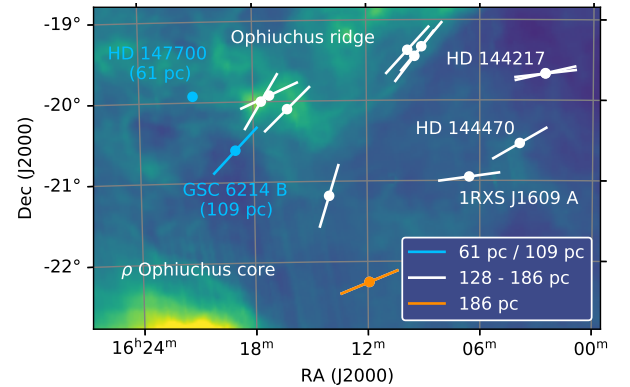 -19°
-20°
-21°
-22°
Dec (J2000)
HD 147700
(61 pc)
Ophiuchus ridge
HD 144217
HD 144470
GSC 6214 B
(109 pc)
1RXS J1609 A
ρ Ophiuchus core
61 pc / 109 pc
128 - 186 pc
186 pc
16ʰ24ᵐ
18ᵐ
12ᵐ
06ᵐ
00ᵐ
RA (J2000)